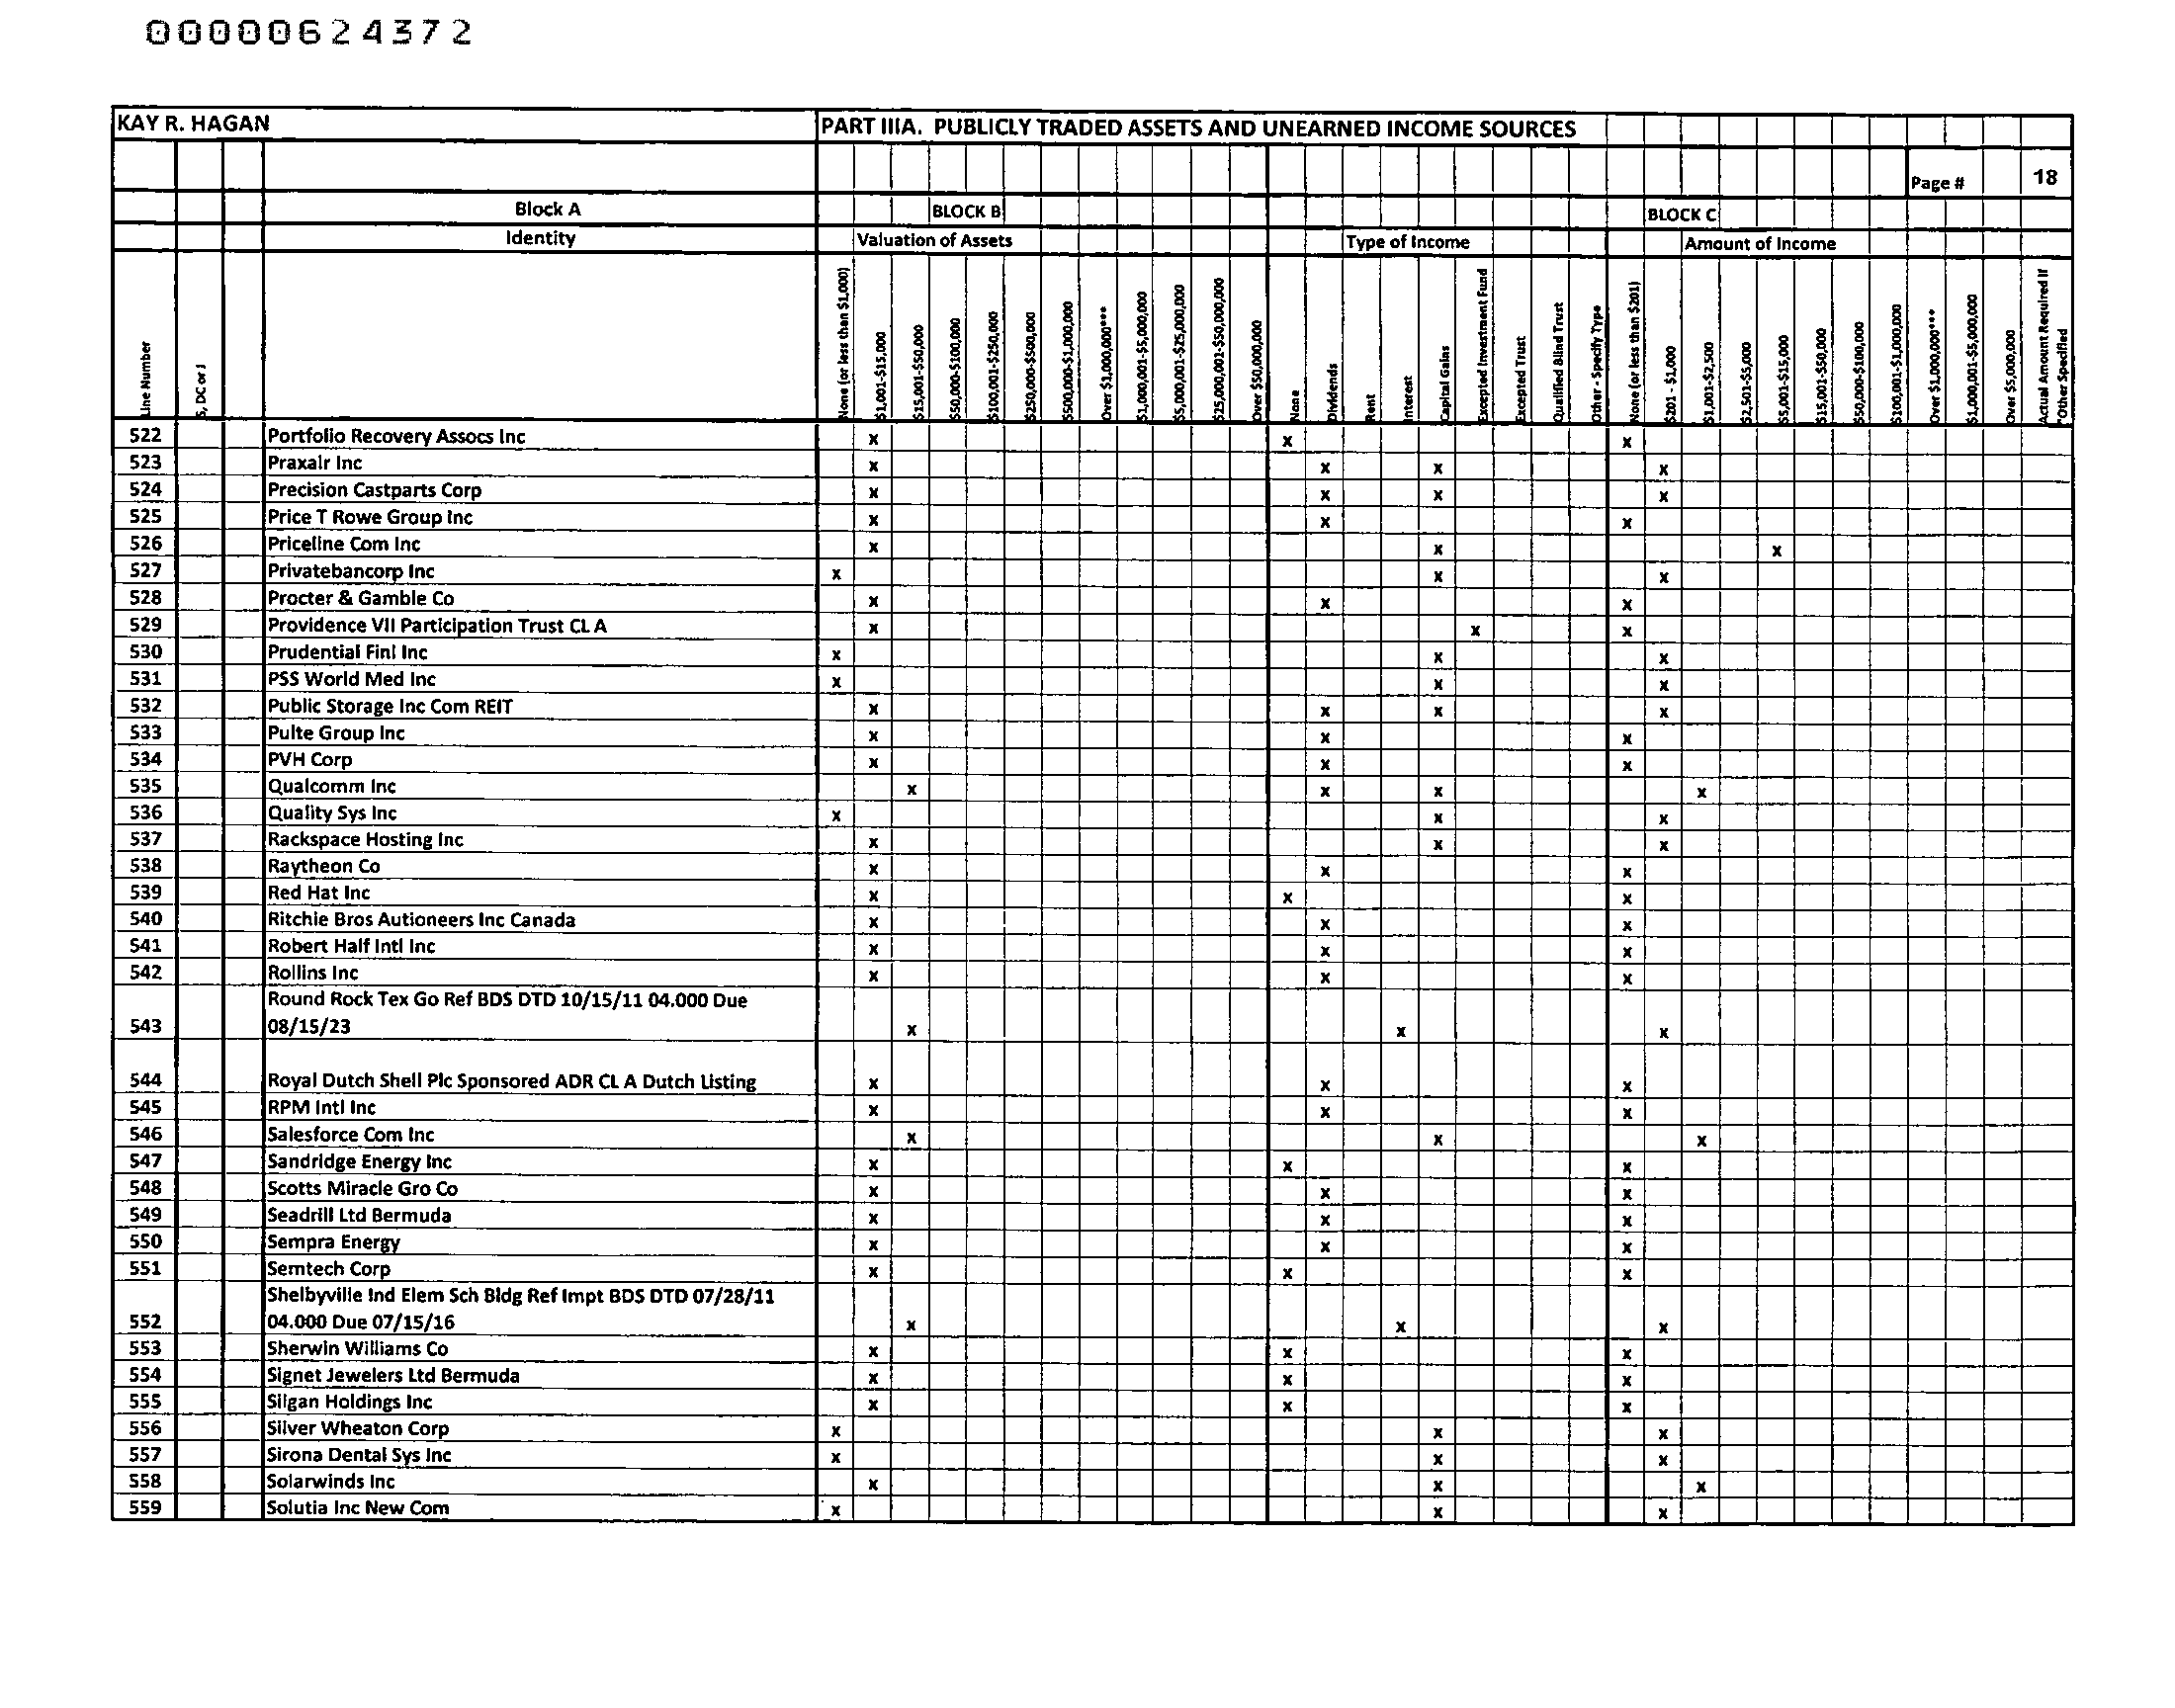 00000624372
KAY R. HAGAN PART IIIA. PUBLICLY TRADED ASSETS AND UNEARNED INCOME SOURCES
Page # 18
Block A BLOCK B BLOCK C
Identity Valuation of Assets Type of Income Amount of Income
Line Number
S, DC or J
None (or less than $1,000)
$1,001-$15,000
$15,001-$50,000
$50,000-$100,000
$100,001-$250,000
$250,000-$500,000
$500,000-$1,000,000
Over $1,000,000***
$1,000,001-$5,000,000
$5,000,001-$25,000,000
$25,000,001-$50,000,000
Over $50,000,000
None
Dividends
Rent
Interest
Capital Gains
Excepted Investment Fund
Excepted Trust
Qualified Blind Trust
Other - Specify Type
None (or less than $201)
$201 - $1,000
$1,001-$2,500
$2,501-$5,000
$5,001-$15,000
$15,001-$50,000
$50,000-$100,000
$100,001-$1,000,000
Over $1,000,000***
$1,000,001-$5,000,000
Over $5,000,000
Actual Amount Required If
"Other Specified
522 Portfolio Recovery Assocs Inc x x x
523 Praxair Inc x x x x
524 Precision Castparts Corp x x x x
525 Price T Rowe Group Inc x x x
526 Priceline Com Inc x x x
527 Privatebancorp Inc x x x
528 Procter & Gamble Co x x x
529 Providence VII Participation Trust CL A x x x
530 Prudential Finl Inc x x x
531 PSS World Med Inc x x x
532 Public Storage Inc Com REIT x x x x
533 Pulte Group Inc x x x
534 PVH Corp x x x
535 Qualcomm Inc x x x x
536 Quality Sys Inc x x x
537 Rackspace Hosting Inc x x x
538 Raytheon Co x x x
539 Red Hat Inc x x x
540 Ritchie Bros Autioneers Inc Canada x x x
541 Robert Half Intl Inc x x x
542 Rollins Inc x x x
Round Rock Tex Go Ref BDS DTD 10/15/11 04.000 Due
543 08/15/23 x x x
544 Royal Dutch Shell Plc Sponsored ADR CL A Dutch Listing x x x
545 RPM Intl Inc x x x
546 Salesforce Com Inc x x x
547 Sandridge Energy Inc x x x
548 Scotts Miracle Gro Co x x x
549 Seadrill Ltd Bermuda x x x
550 Sempra Energy x x x
551 Semtech Corp x x x
Shelbyville Ind Elem Sch Bldg Ref Impt BDS DTD 07/28/11
552 04.000 Due 07/15/16 x x x
553 Sherwin Williams Co x x x
554 Signet Jewelers Ltd Bermuda x x x
555 Silgan Holdings Inc x x x
556 Silver Wheaton Corp x x x
557 Sirona Dental Sys Inc x x x
558 Solarwinds Inc x x x
559 Solutia Inc New Com x x x